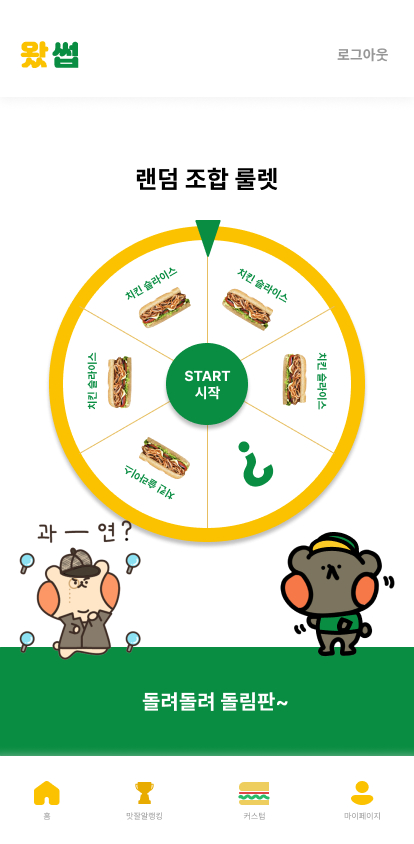 왔썹
로그아웃
랜덤 조합 룰렛
치킨 슬라이스
치킨 슬라이스
치킨 슬라이스
치킨 슬라이스
START
시작
치킨 슬라이스
?
과 — 연?
돌려돌려 돌림판~
홈
맛잘알랭킹
커스텀
마이페이지